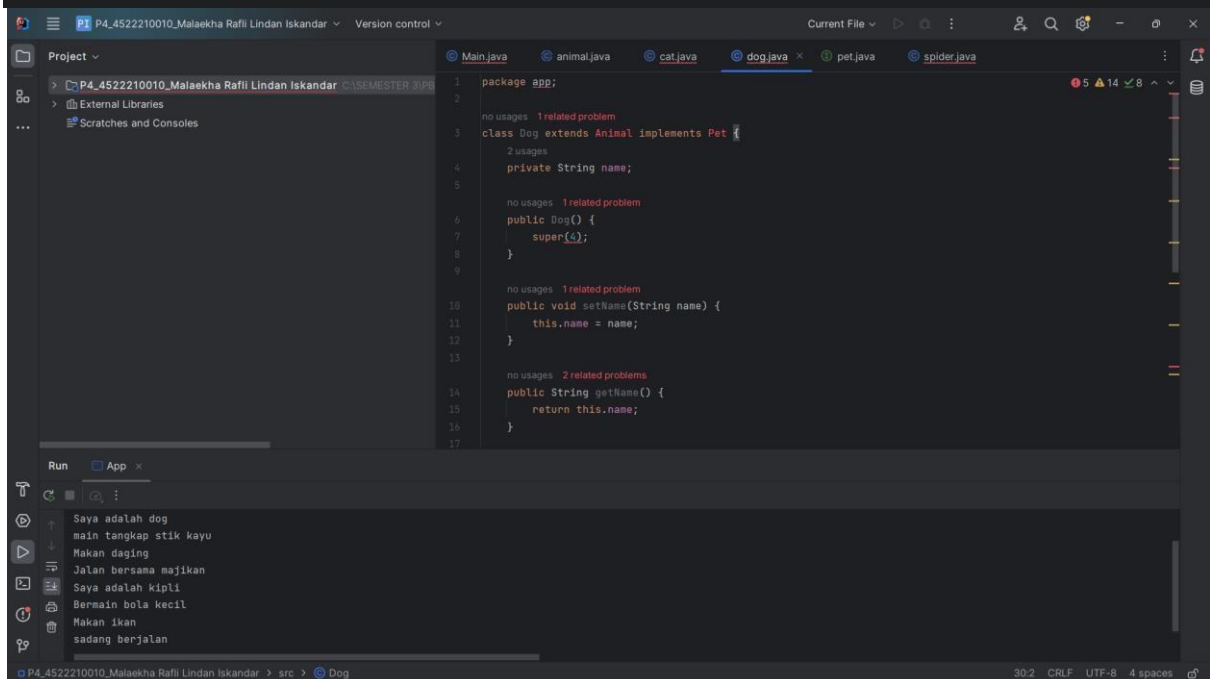 P4_4522210010_Malaekha Rafli Lindan Iskandar Version control Current File
Project
P4_4522210010_Malaekha Rafli Lindan Iskandar C:\SEMESTER 3\PB
External Libraries
Scratches and Consoles
Main.java animal.java cat.java dog.java pet.java spider.java
5 14 8
1 package app;
2
no usages 1 related problem
3 class Dog extends Animal implements Pet {
2 usages
4 private String name;
5
no usages 1 related problem
6 public Dog() {
7 super(4);
8 }
9
no usages 1 related problem
10 public void setName(String name) {
11 this.name = name;
12 }
13
no usages 2 related problems
14 public String getName() {
15 return this.name;
16 }
17
Run App
Saya adalah dog
main tangkap stik kayu
Makan daging
Jalan bersama majikan
Saya adalah kipli
Bermain bola kecil
Makan ikan
sadang berjalan
P4_4522210010_Malaekha Rafli Lindan Iskandar > src > Dog
30:2 CRLF UTF-8 4 spaces